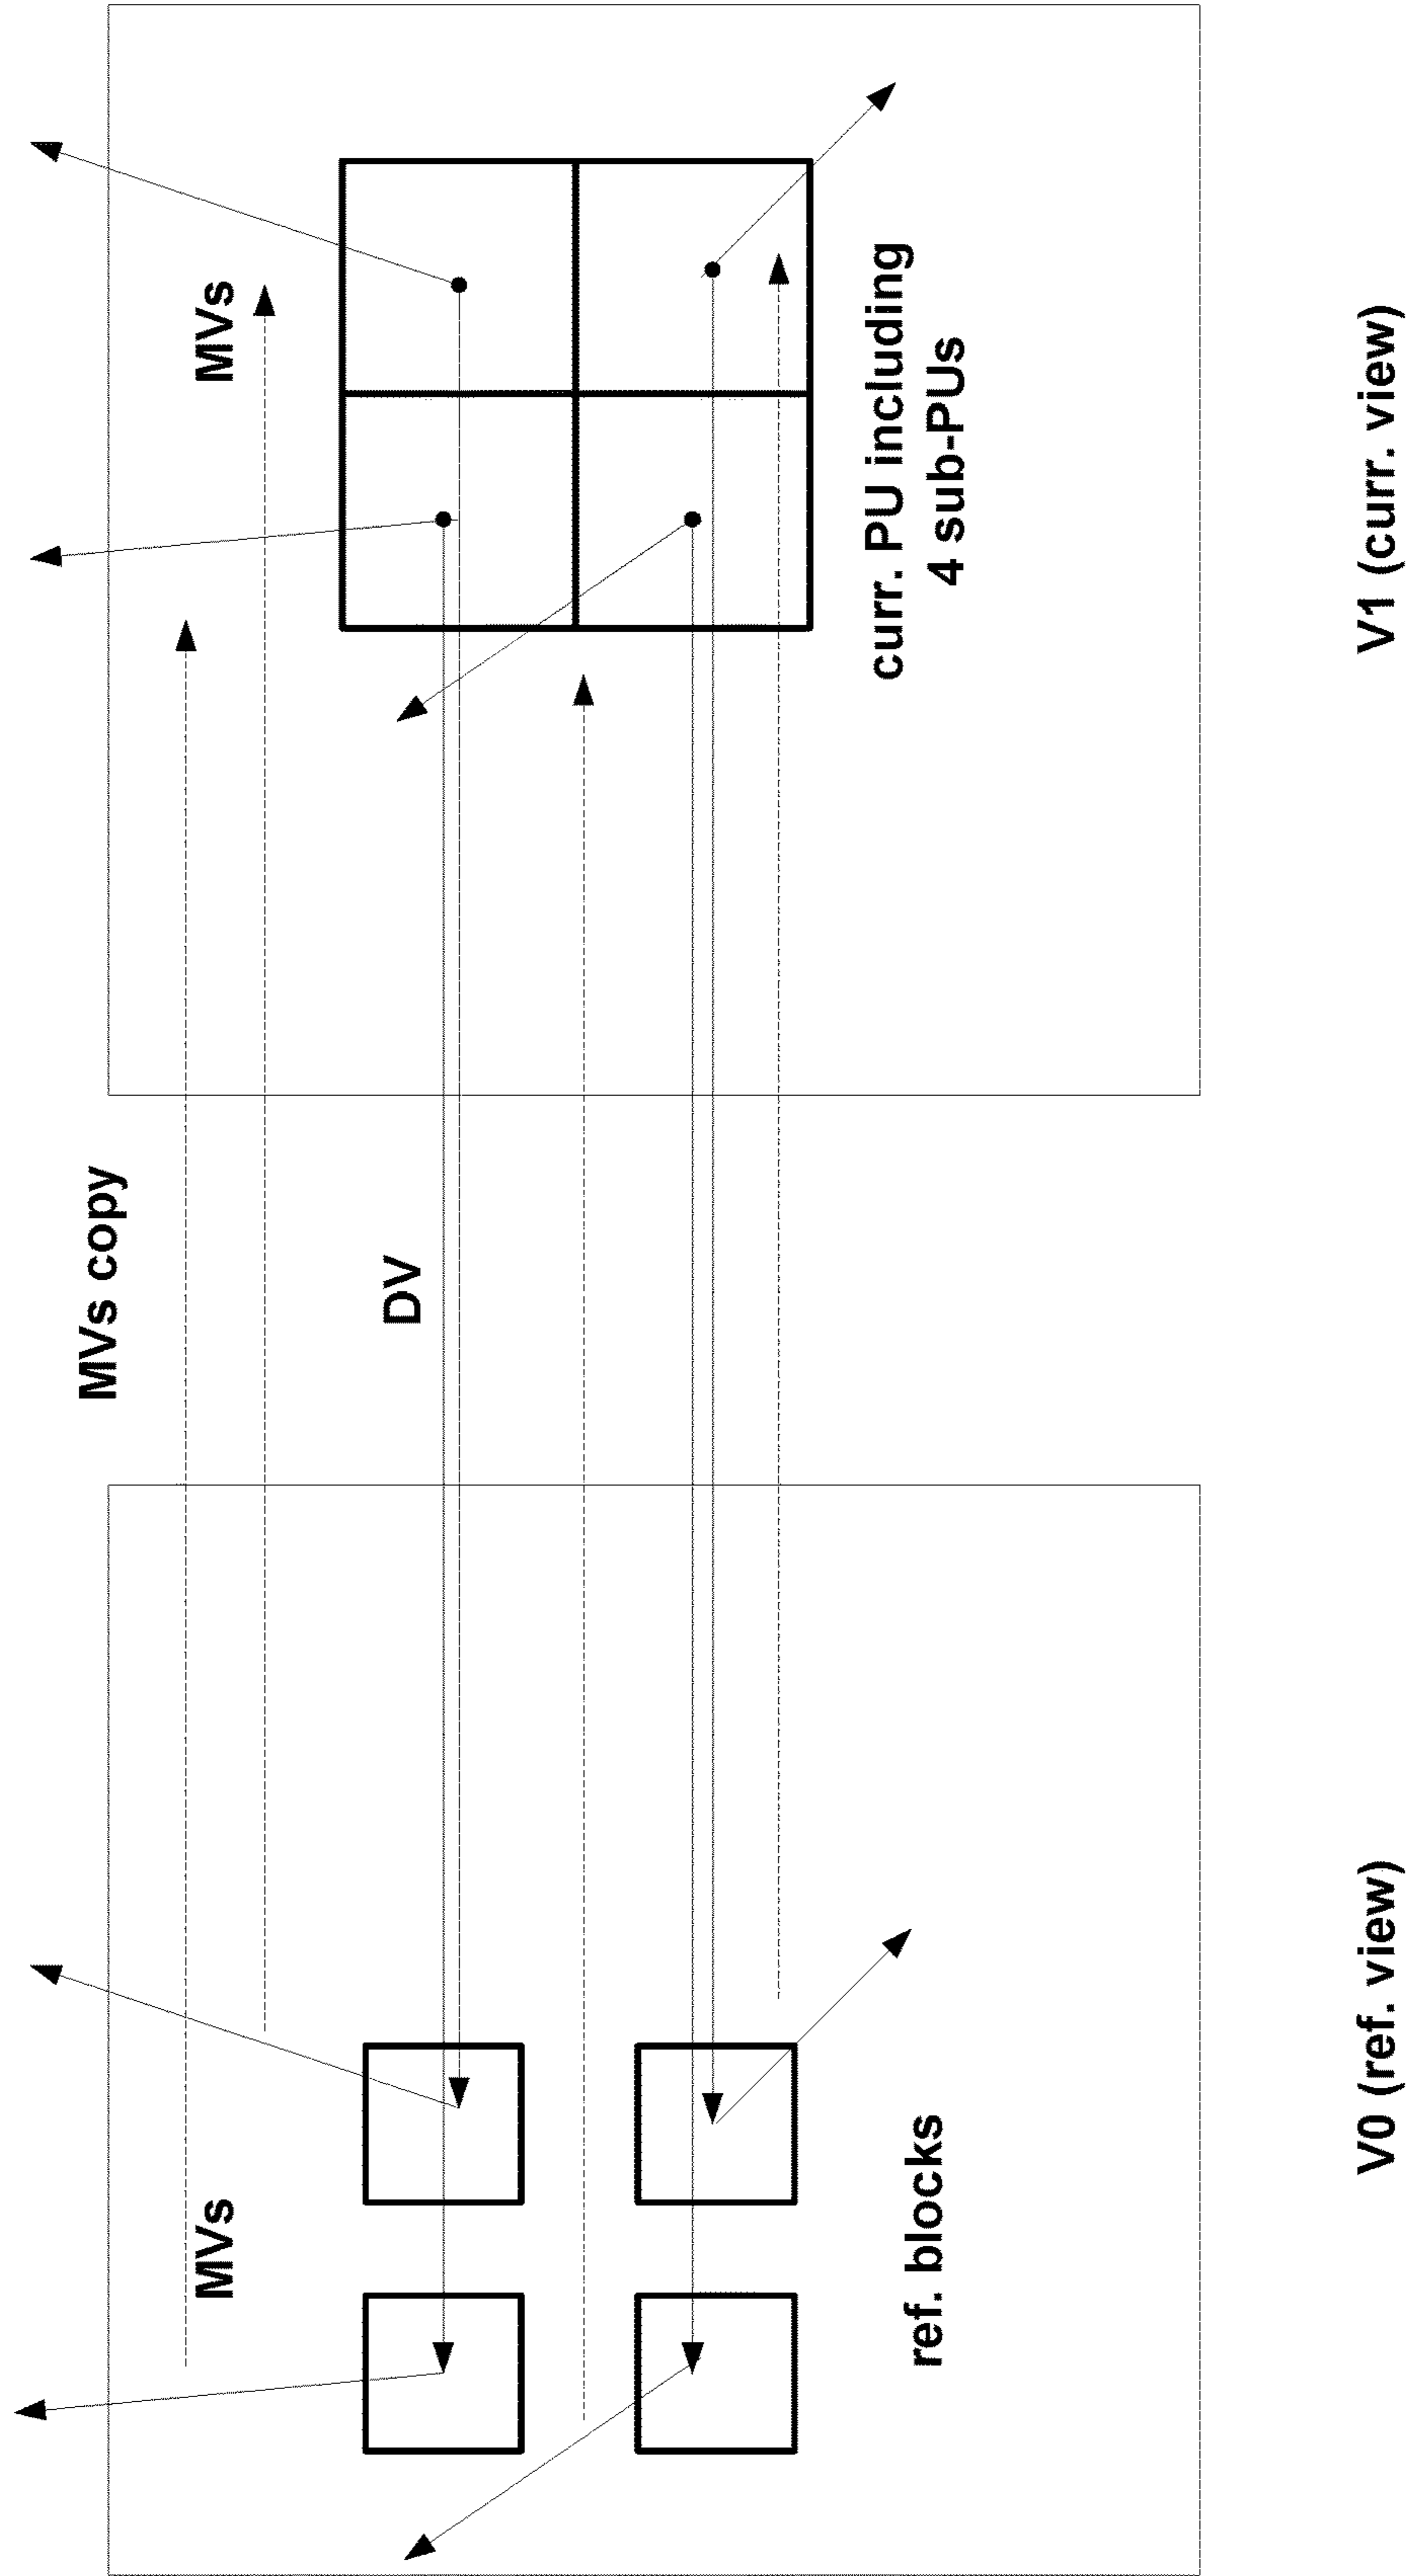 MVs copy
MVs
MVs
DV
ref. blocks
curr. PU including
4 sub-PUs
V0 (ref. view)
V1 (curr. view)